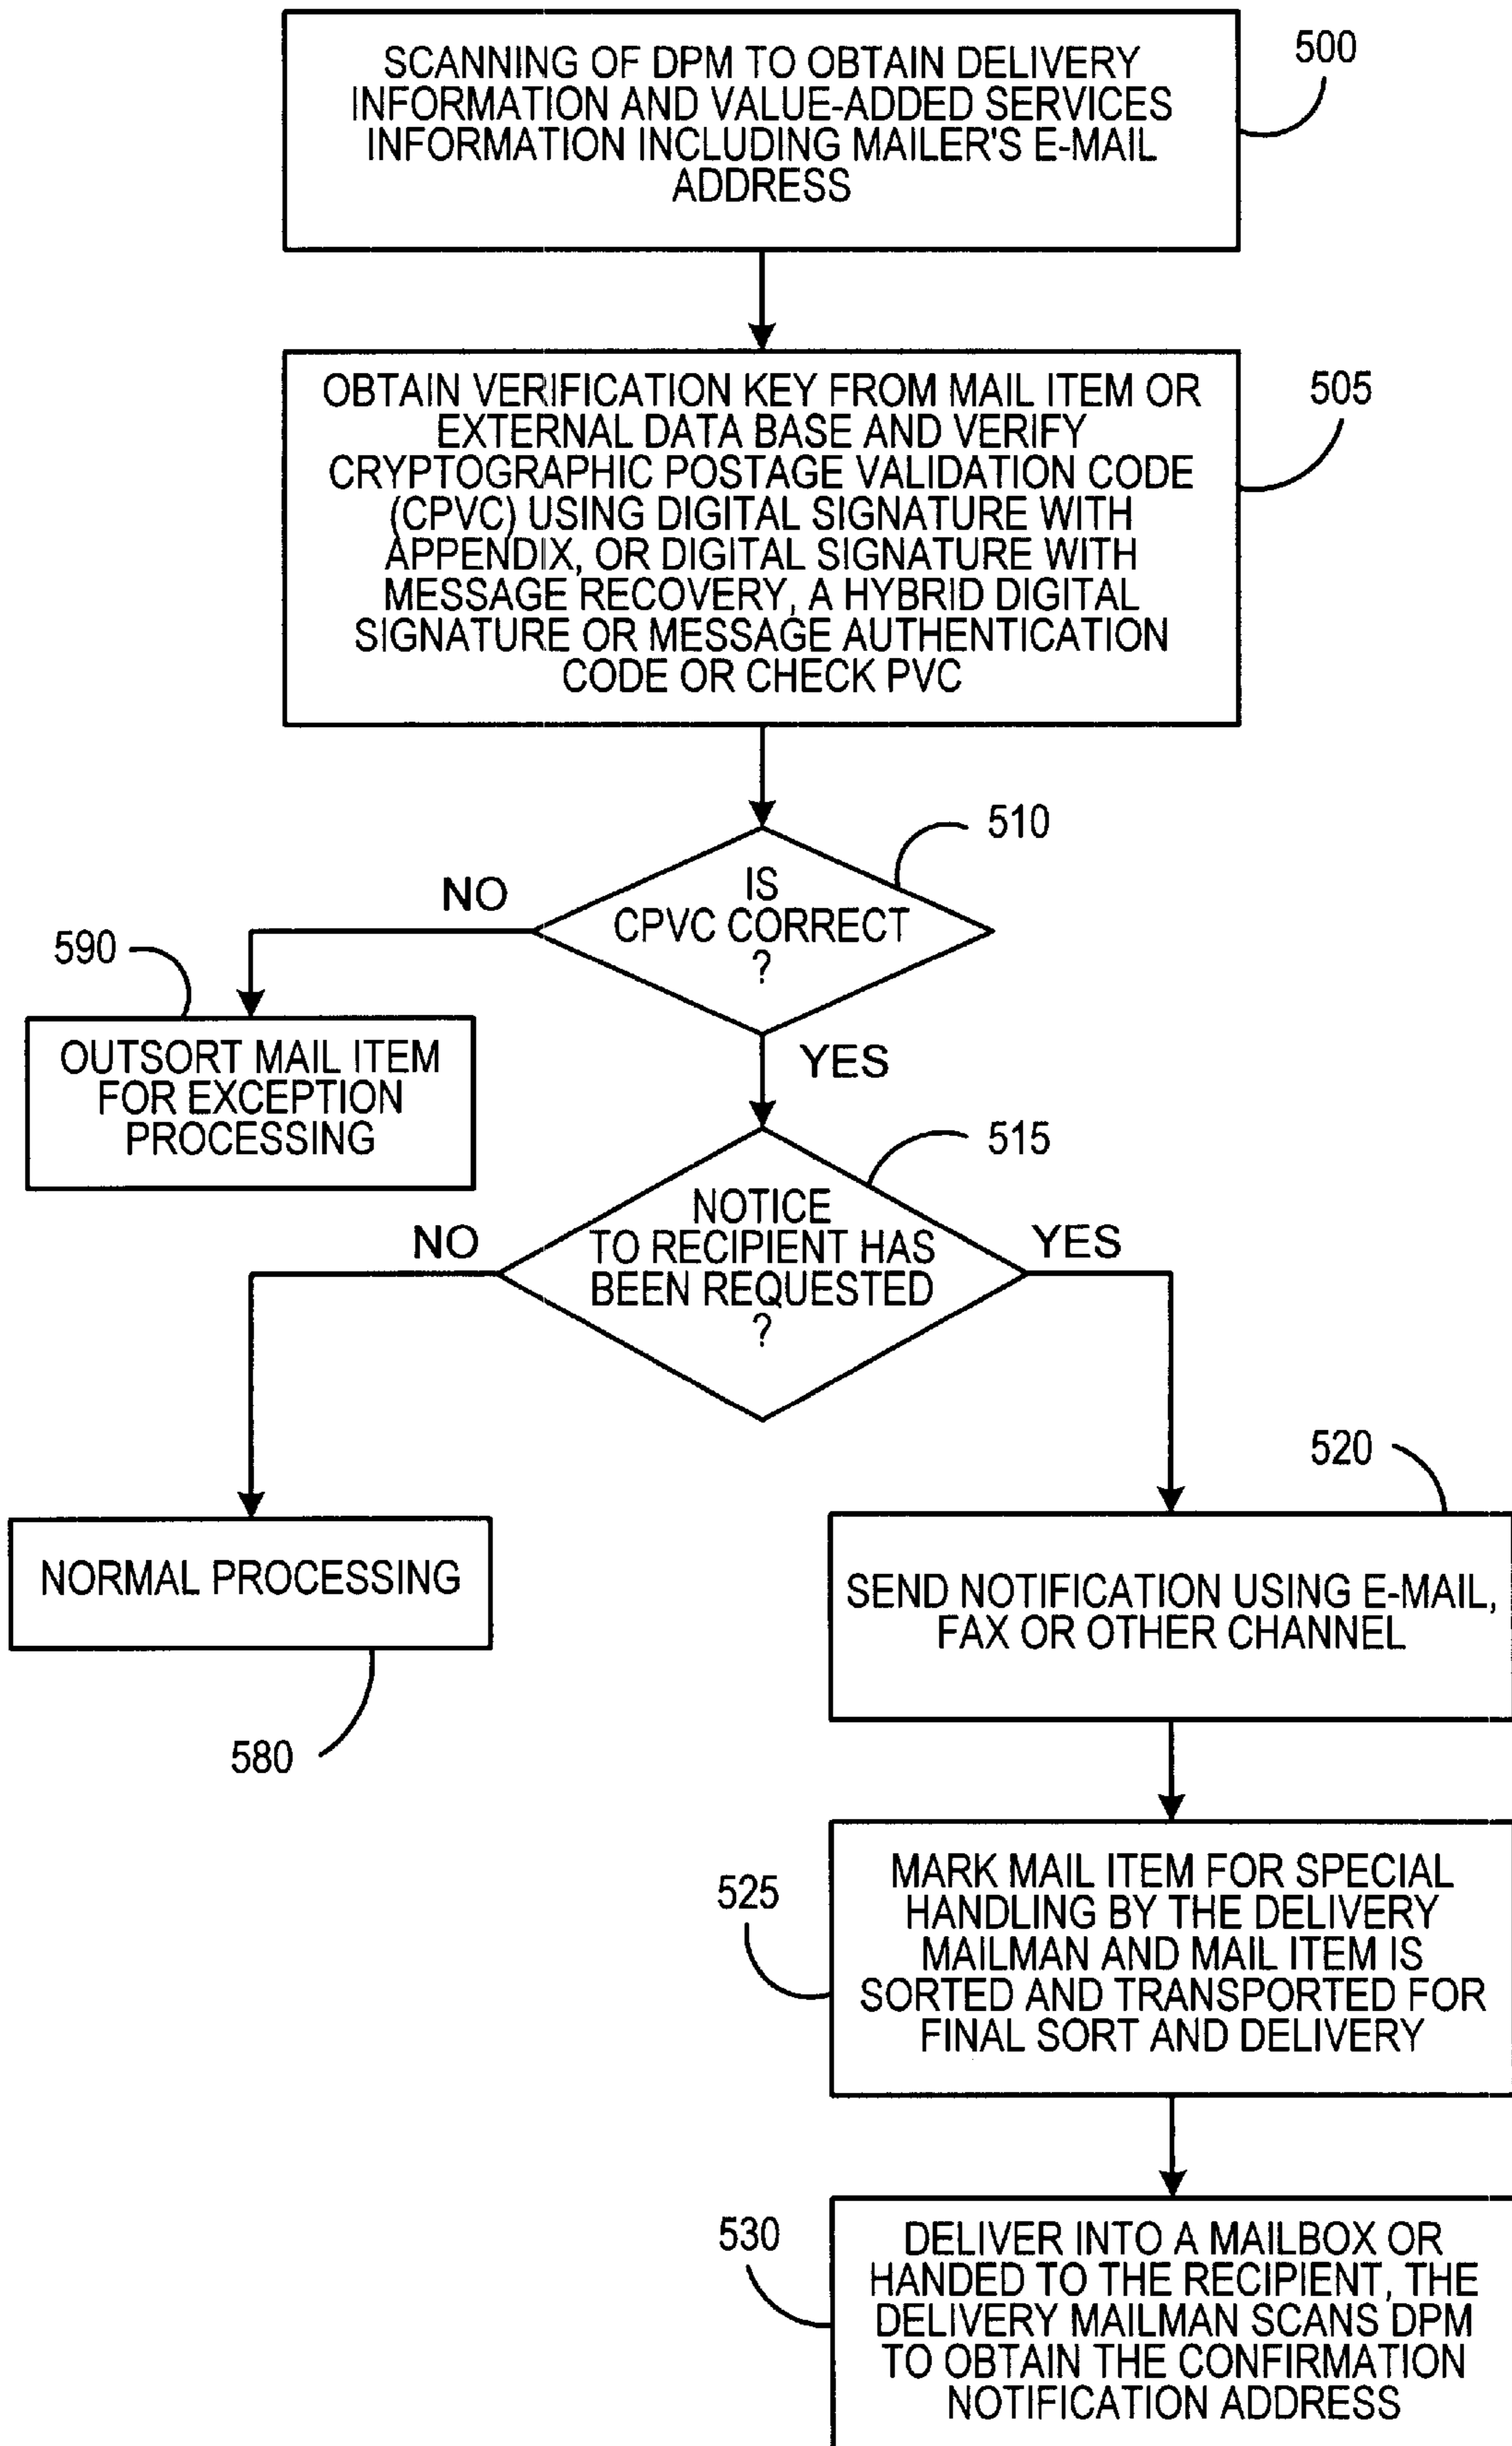 SCANNING OF DPM TO OBTAIN DELIVERY
INFORMATION AND VALUE-ADDED SERVICES
INFORMATION INCLUDING MAILER'S E-MAIL
ADDRESS
500
OBTAIN VERIFICATION KEY FROM MAIL ITEM OR
EXTERNAL DATA BASE AND VERIFY
CRYPTOGRAPHIC POSTAGE VALIDATION CODE
(CPVC) USING DIGITAL SIGNATURE WITH
APPENDIX, OR DIGITAL SIGNATURE WITH
MESSAGE RECOVERY, A HYBRID DIGITAL
SIGNATURE OR MESSAGE AUTHENTICATION
CODE OR CHECK PVC
505
IS
CPVC CORRECT
?
510
NO
590
OUTSORT MAIL ITEM
FOR EXCEPTION
PROCESSING
YES
515
NOTICE
TO RECIPIENT HAS
BEEN REQUESTED
?
NO
YES
NORMAL PROCESSING
580
520
SEND NOTIFICATION USING E-MAIL,
FAX OR OTHER CHANNEL
525
MARK MAIL ITEM FOR SPECIAL
HANDLING BY THE DELIVERY
MAILMAN AND MAIL ITEM IS
SORTED AND TRANSPORTED FOR
FINAL SORT AND DELIVERY
530
DELIVER INTO A MAILBOX OR
HANDED TO THE RECIPIENT, THE
DELIVERY MAILMAN SCANS DPM
TO OBTAIN THE CONFIRMATION
NOTIFICATION ADDRESS